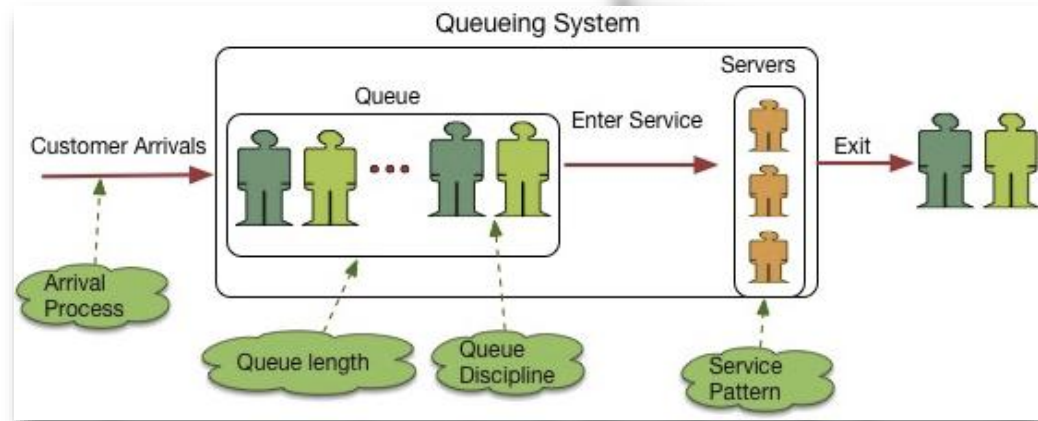 Queueing System
Servers
Queue
Enter Service
Customer Arrivals
Exit
Arrival
Process
Queue length
Queue
Discipline
Service
Pattern